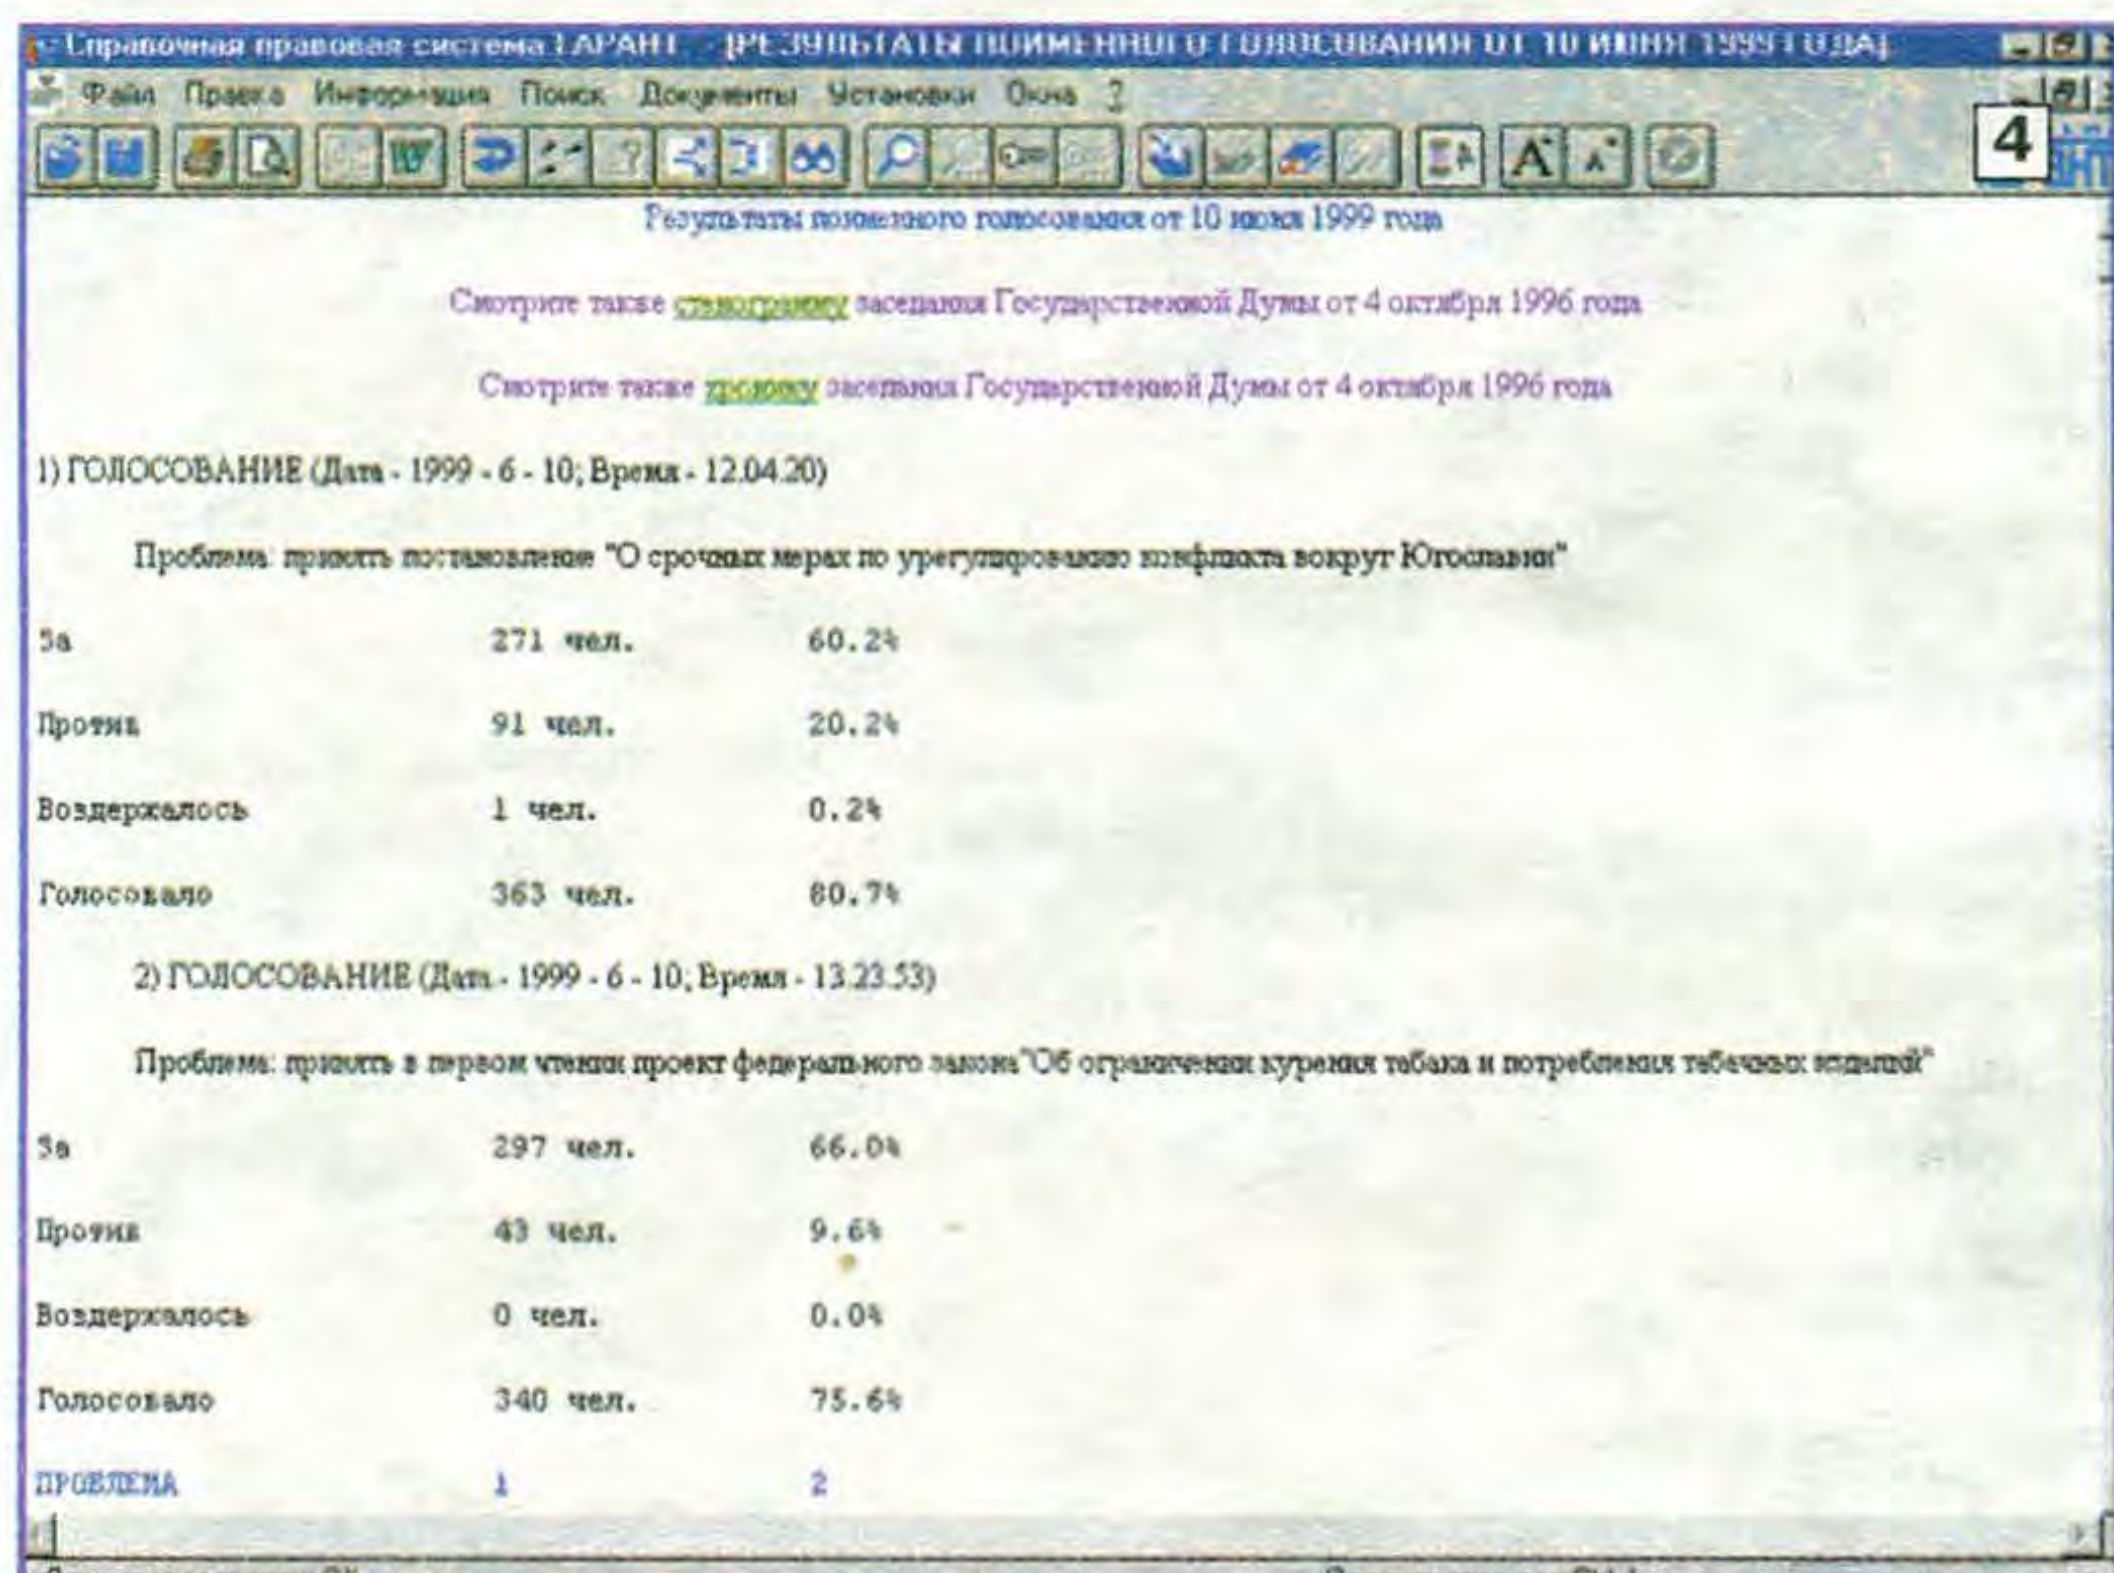 Справочная правовая система ГАРАНТ - [РЕЗУЛЬТАТЫ ПОИМЕННОГО ГОЛОСОВАНИЯ ОТ 10 ИЮНЯ 1999 ГОДА]
Файл Правка Информация Поиск Документы Установки Окна ?
4
Результаты поименного голосования от 10 июня 1999 года
Смотрите также стенограмму заседания Государственной Думы от 4 октября 1996 года
Смотрите также хронику заседания Государственной Думы от 4 октября 1996 года
1) ГОЛОСОВАНИЕ (Дата - 1999 - 6 - 10; Время - 12.04.20)
Проблема: принять постановление "О срочных мерах по урегулированию конфликта вокруг Югославии"
За 271 чел. 60.2%
Против 91 чел. 20.2%
Воздержалось 1 чел. 0.2%
Голосовало 363 чел. 80.7%
2) ГОЛОСОВАНИЕ (Дата - 1999 - 6 - 10; Время - 13.23.53)
Проблема: принять в первом чтении проект федерального закона "Об ограничении курения табака и потребления табачных изделий"
За 297 чел. 66.0%
Против 43 чел. 9.6%
Воздержалось 0 чел. 0.0%
Голосовало 340 чел. 75.6%
ПРОБЛЕМА 1 2